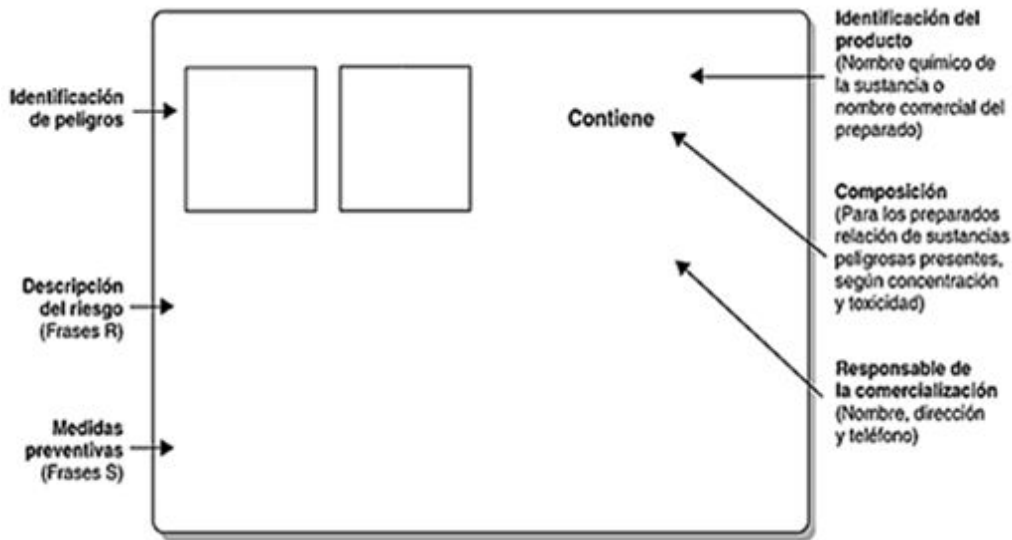 Identificación
de peligros
Descripción
del riesgo
(Frases R)
Medidas
preventivas
(Frases S)
Contiene
Identificación del
producto
(Nombre químico de
la sustancia o
nombre comercial del
preparado)
Composición
(Para los preparados
relación de sustancias
peligrosas presentes,
según concentración
y toxicidad)
Responsable de
la comercialización
(Nombre, dirección
y teléfono)